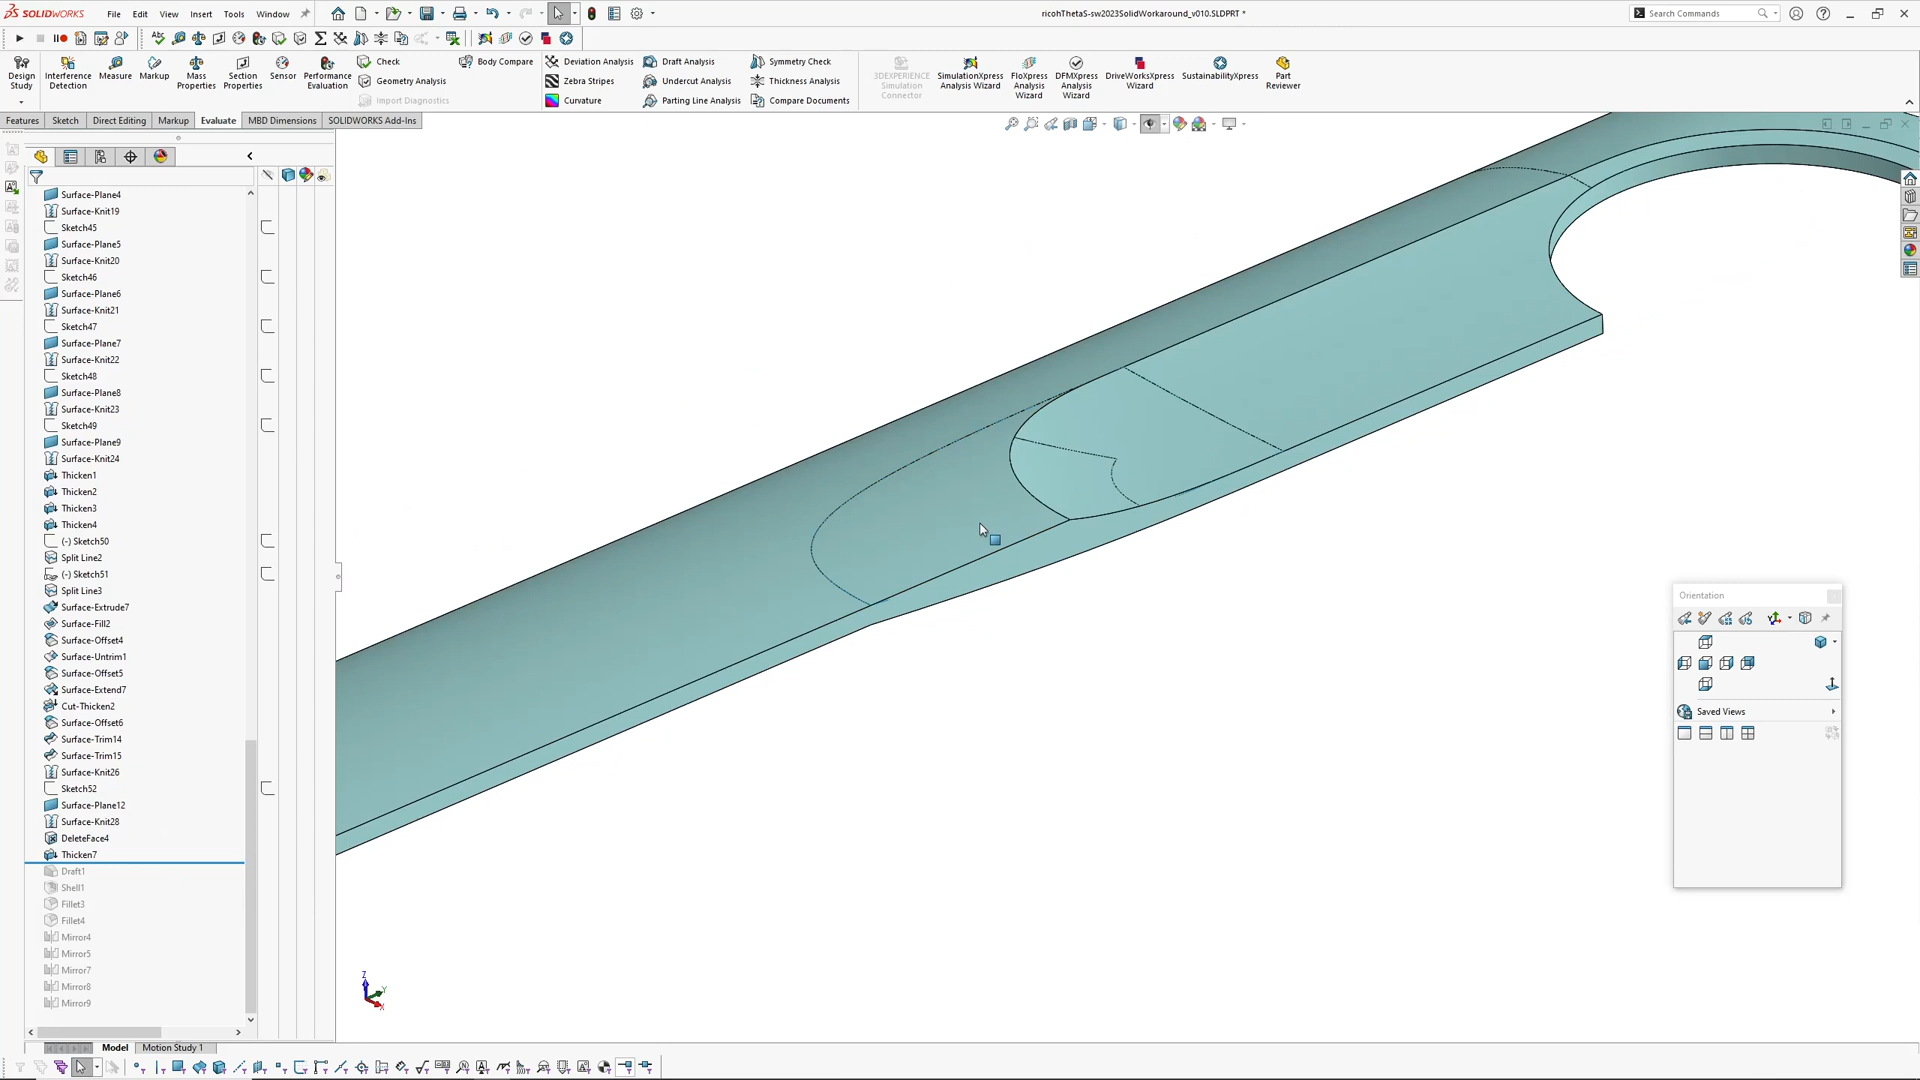 SOLIDWORKS File Edit View Insert Tools Window ricohThetaS-sw2023SolidWorkaround_v010.SLDPRT * Search Commands
Design Study
Interference Detection
Measure
Markup
Mass Properties
Section Properties
Sensor
Performance Evaluation
Check
Geometry Analysis
Import Diagnostics
Body Compare
Deviation Analysis
Zebra Stripes
Curvature
Draft Analysis
Undercut Analysis
Parting Line Analysis
Symmetry Check
Thickness Analysis
Compare Documents
3DEXPERIENCE Simulation Connector
SimulationXpress Analysis Wizard
FloXpress Analysis Wizard
DFMXpress Analysis Wizard
DriveWorksXpress Wizard
SustainabilityXpress
Part Reviewer
Features Sketch Direct Editing Markup Evaluate MBD Dimensions SOLIDWORKS Add-Ins
Surface-Plane4
Surface-Knit19
Sketch45
Surface-Plane5
Surface-Knit20
Sketch46
Surface-Plane6
Surface-Knit21
Sketch47
Surface-Plane7
Surface-Knit22
Sketch48
Surface-Plane8
Surface-Knit23
Sketch49
Surface-Plane9
Surface-Knit24
Thicken1
Thicken2
Thicken3
Thicken4
(-) Sketch50
Split Line2
(-) Sketch51
Split Line3
Surface-Extrude7
Surface-Fill2
Surface-Offset4
Surface-Untrim1
Surface-Offset5
Surface-Extend7
Cut-Thicken2
Surface-Offset6
Surface-Trim14
Surface-Trim15
Surface-Knit26
Sketch52
Surface-Plane12
Surface-Knit28
DeleteFace4
Thicken7
Draft1
Shell1
Fillet3
Fillet4
Mirror4
Mirror5
Mirror7
Mirror8
Mirror9
Orientation
Saved Views
Z
Y
X
Model Motion Study 1